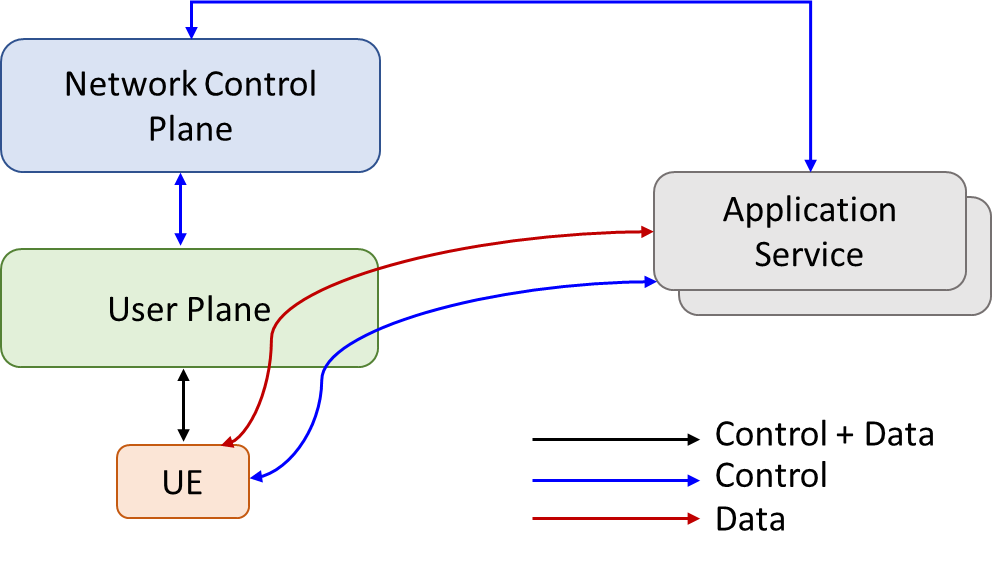 Network Control
Plane
Application
Service
User Plane
UE
Control + Data
Control
Data